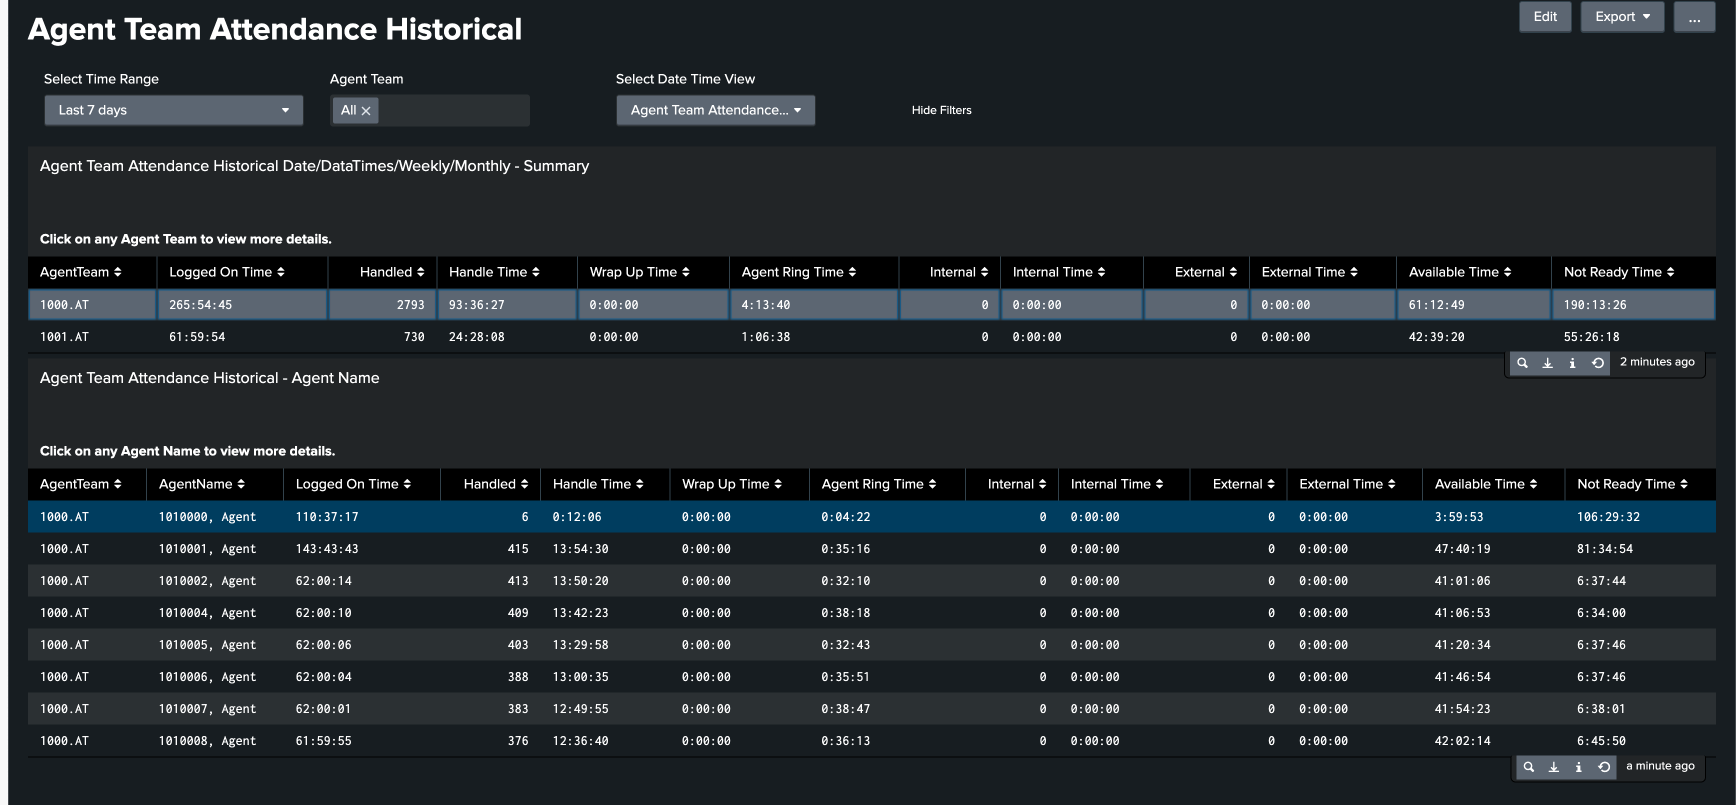 Agent Team Attendance Historical
Edit Export ...
Select Time Range Agent Team Select Date Time View
Last 7 days All Agent Team Attendance... Hide Filters
Agent Team Attendance Historical Date/DataTimes/Weekly/Monthly - Summary
Click on any Agent Team to view more details.
AgentTeam Logged On Time Handled Handle Time Wrap Up Time Agent Ring Time Internal Internal Time External External Time Available Time Not Ready Time
1000.AT 265:54:45 2793 93:36:27 0:00:00 4:13:40 0 0:00:00 0 0:00:00 61:12:49 190:13:26
1001.AT 61:59:54 730 24:28:08 0:00:00 1:06:38 0 0:00:00 0 0:00:00 42:39:20 55:26:18
2 minutes ago
Agent Team Attendance Historical - Agent Name
Click on any Agent Name to view more details.
AgentTeam AgentName Logged On Time Handled Handle Time Wrap Up Time Agent Ring Time Internal Internal Time External External Time Available Time Not Ready Time
1000.AT 1010000, Agent 110:37:17 6 0:12:06 0:00:00 0:04:22 0 0:00:00 0 0:00:00 3:59:53 106:29:32
1000.AT 1010001, Agent 143:43:43 415 13:54:30 0:00:00 0:35:16 0 0:00:00 0 0:00:00 47:40:19 81:34:54
1000.AT 1010002, Agent 62:00:14 413 13:50:20 0:00:00 0:32:10 0 0:00:00 0 0:00:00 41:01:06 6:37:44
1000.AT 1010004, Agent 62:00:10 409 13:42:23 0:00:00 0:38:18 0 0:00:00 0 0:00:00 41:06:53 6:34:00
1000.AT 1010005, Agent 62:00:06 403 13:29:58 0:00:00 0:32:43 0 0:00:00 0 0:00:00 41:20:34 6:37:46
1000.AT 1010006, Agent 62:00:04 388 13:00:35 0:00:00 0:35:51 0 0:00:00 0 0:00:00 41:46:54 6:37:46
1000.AT 1010007, Agent 62:00:01 383 12:49:55 0:00:00 0:38:47 0 0:00:00 0 0:00:00 41:54:23 6:38:01
1000.AT 1010008, Agent 61:59:55 376 12:36:40 0:00:00 0:36:13 0 0:00:00 0 0:00:00 42:02:14 6:45:50
a minute ago